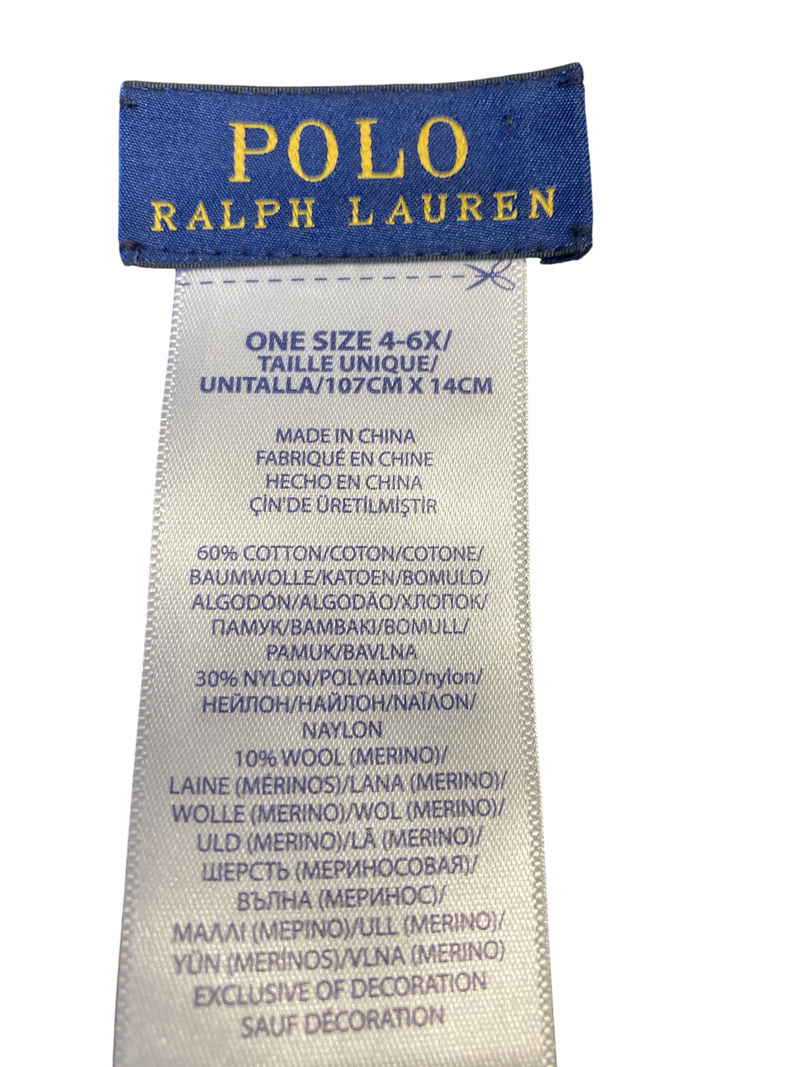 POLO
RALPH LAUREN
ONE SIZE 4-6X/
TAILLE UNIQUE/
UNITALLA/107CM X 14CM
MADE IN CHINA
FABRIQUÉ EN CHINE
HECHO EN CHINA
ÇİN'DE ÜRETİLMİŞTİR
60% COTTON/COTON/COTONE/
BAUMWOLLE/KATOEN/BOMULD/
ALGODÓN/ALGODÃO/ХЛОПОК/
ПАМУК/BAMBAKI/BOMULL/
PAMUK/BAVLNA
30% NYLON/POLYAMID/nylon/
НЕЙЛОН/НАЙЛОН/ΝΑΪΛΟΝ/
NAYLON
10% WOOL (MERINO)/
LAINE (MÉRINOS)/LANA (MERINO)/
WOLLE (MERINO)/WOL (MERINO)/
ULD (MERINO)/LÃ (MERINO)/
ШЕРСТЬ (МЕРИНОСОВАЯ)/
ВЪЛНА (МЕРИНОС)/
ΜΑΛΛΙ (ΜΕΡΙΝΟ)/ULL (MERINO)/
YÜN (MERİNOS)/VLNA (MERINO)
EXCLUSIVE OF DECORATION
SAUF DÉCORATION